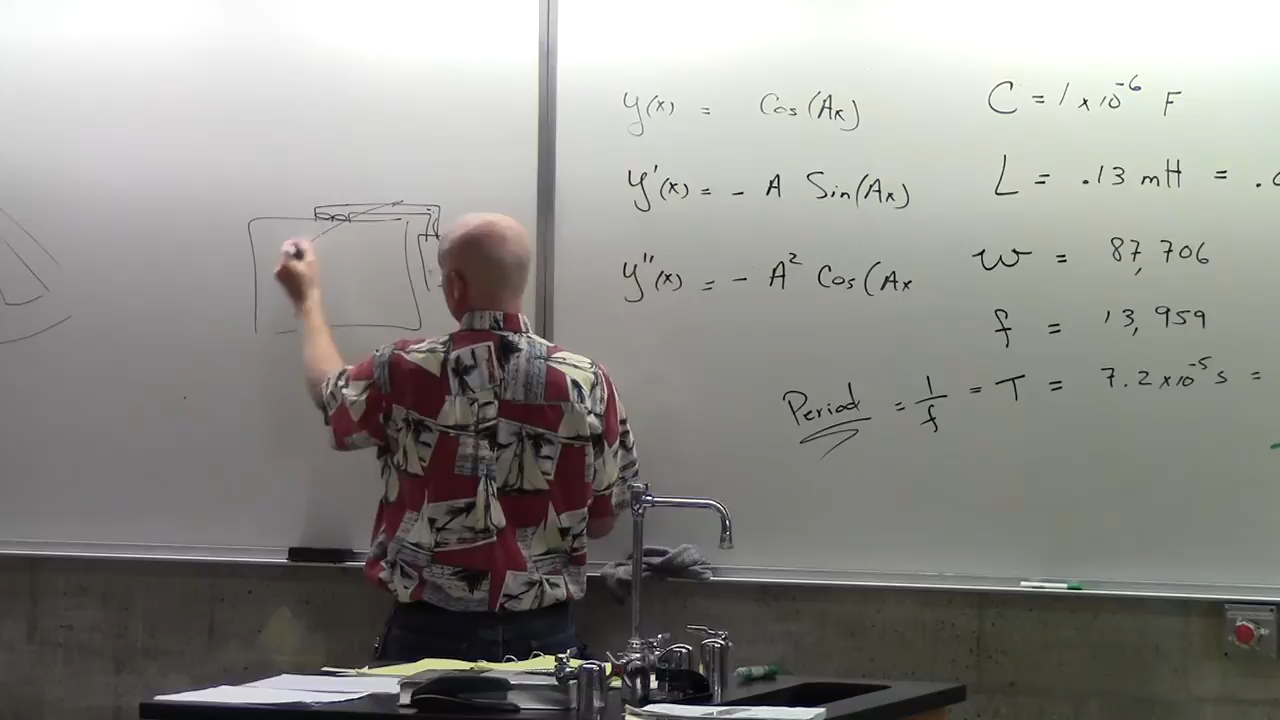 y(x) = Cos(Ax)
y'(x) = - A Sin(Ax)
y''(x) = - A² Cos(Ax
C = 1 x 10⁻⁶ F
L = .13 mH = .
w = 87,706
f = 13,959
Period = 1/f = T = 7.2 x 10⁻⁵ s =